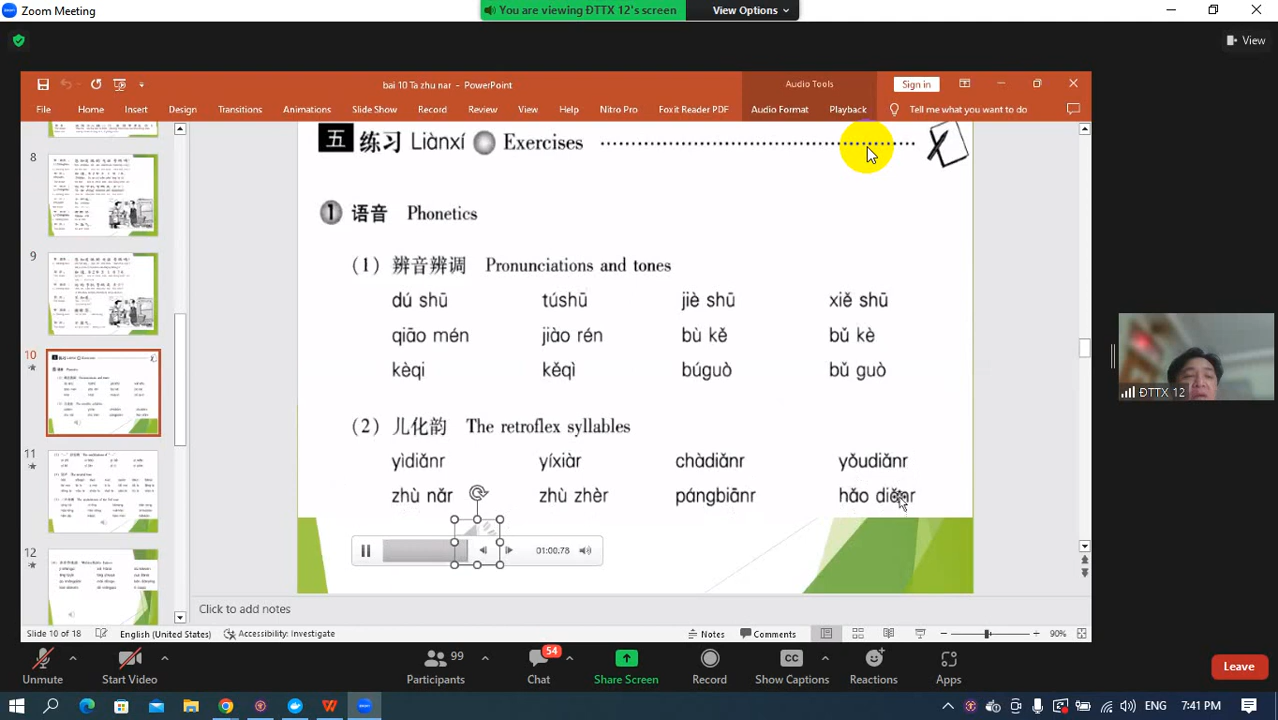 Zoom Meeting
You are viewing ĐTTX 12's screen
View Options
View
bai 10 Ta zhu nar - PowerPoint
Audio Tools
Sign in
File Home Insert Design Transitions Animations Slide Show Record Review View Help Nitro Pro Foxit Reader PDF Audio Format Playback Tell me what you want to do
8
9
10
11
12
五 练习 Liànxí Exercises
1 语音 Phonetics
(1) 辨音辨调 Pronunciations and tones
dú shū túshū jiè shū xiě shū
qiāo mén jiào rén bù kě bǔ kè
kèqi kěqì búguò bǔ guò
(2) 儿化韵 The retroflex syllables
yìdiǎnr yíxiàr chàdiǎnr yǒudiǎnr
zhù nǎr zhù zhèr pángbiānr hǎo
01:00.78
Click to add notes
Slide 10 of 18 English (United States) Accessibility: Investigate Notes Comments 90%
ĐTTX 12
99
54
CC
Unmute Start Video Participants Chat Share Screen Record Show Captions Reactions Apps Leave
ENG 7:41 PM